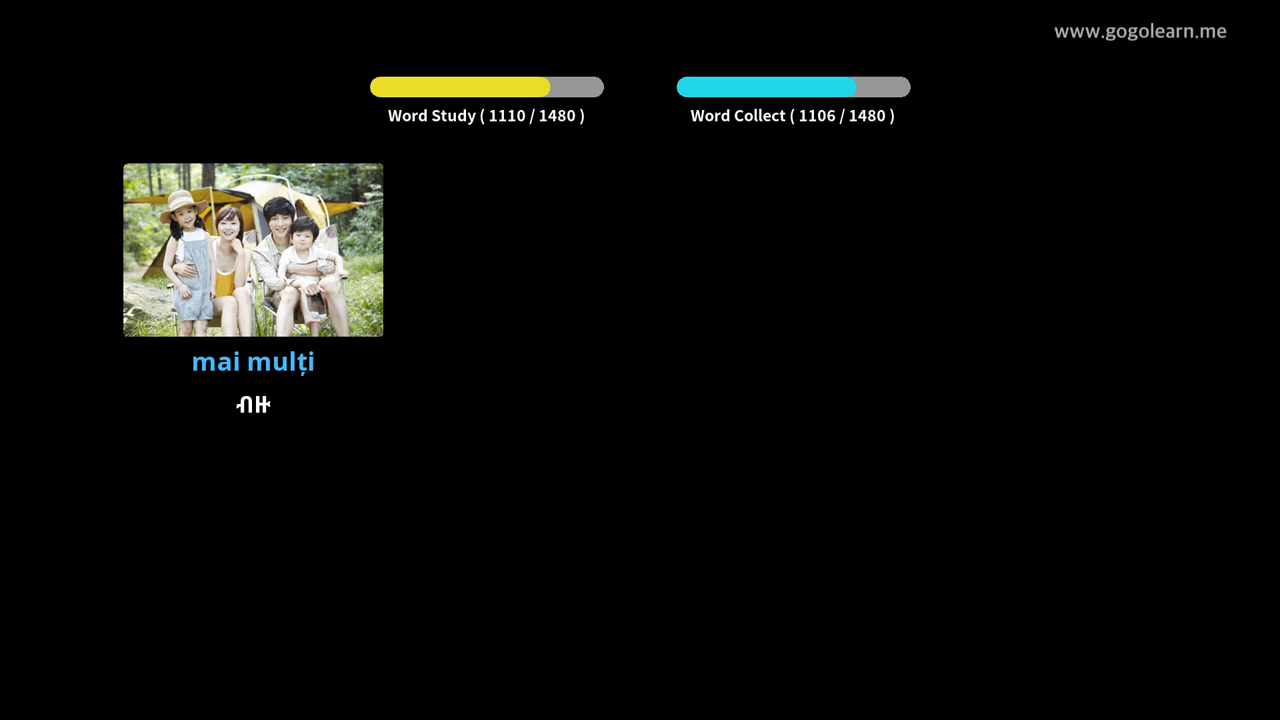 www.gogolearn.me
Word Study ( 1110 / 1480 )
Word Collect ( 1106 / 1480 )
mai mulți
ብዙ